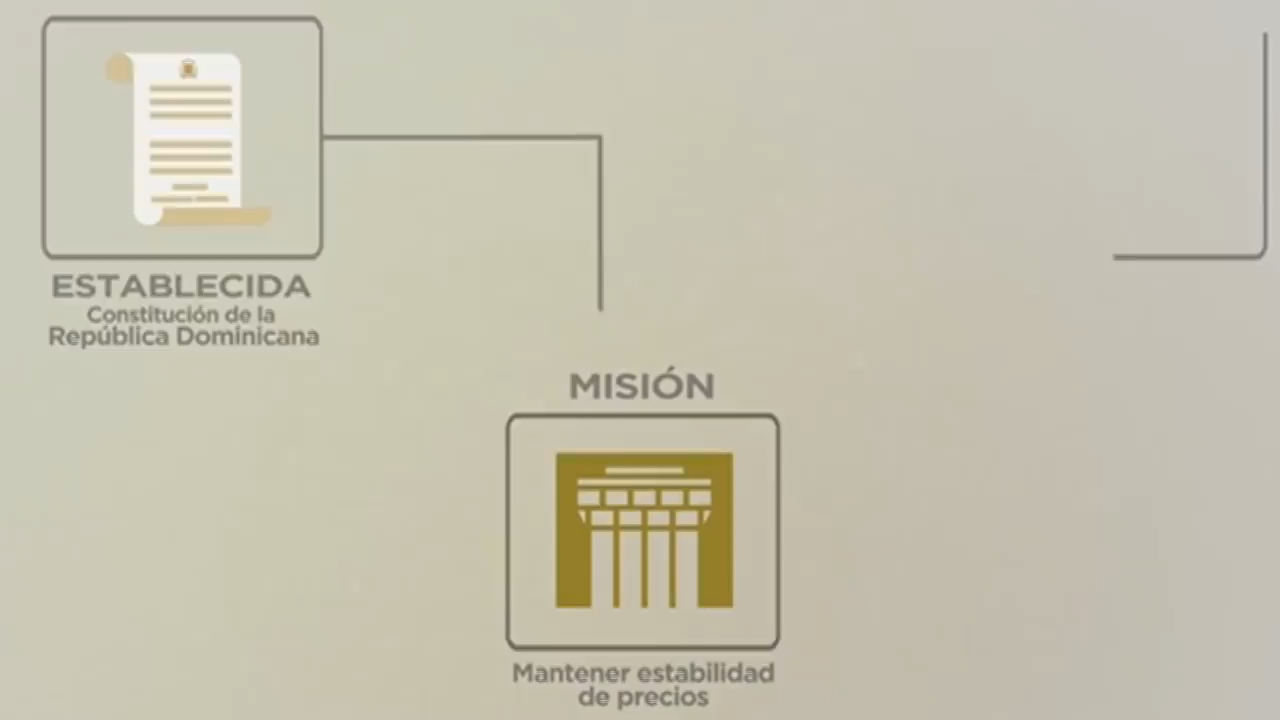 ESTABLECIDA
Constitución de la
República Dominicana
MISIÓN
Mantener estabilidad
de precios